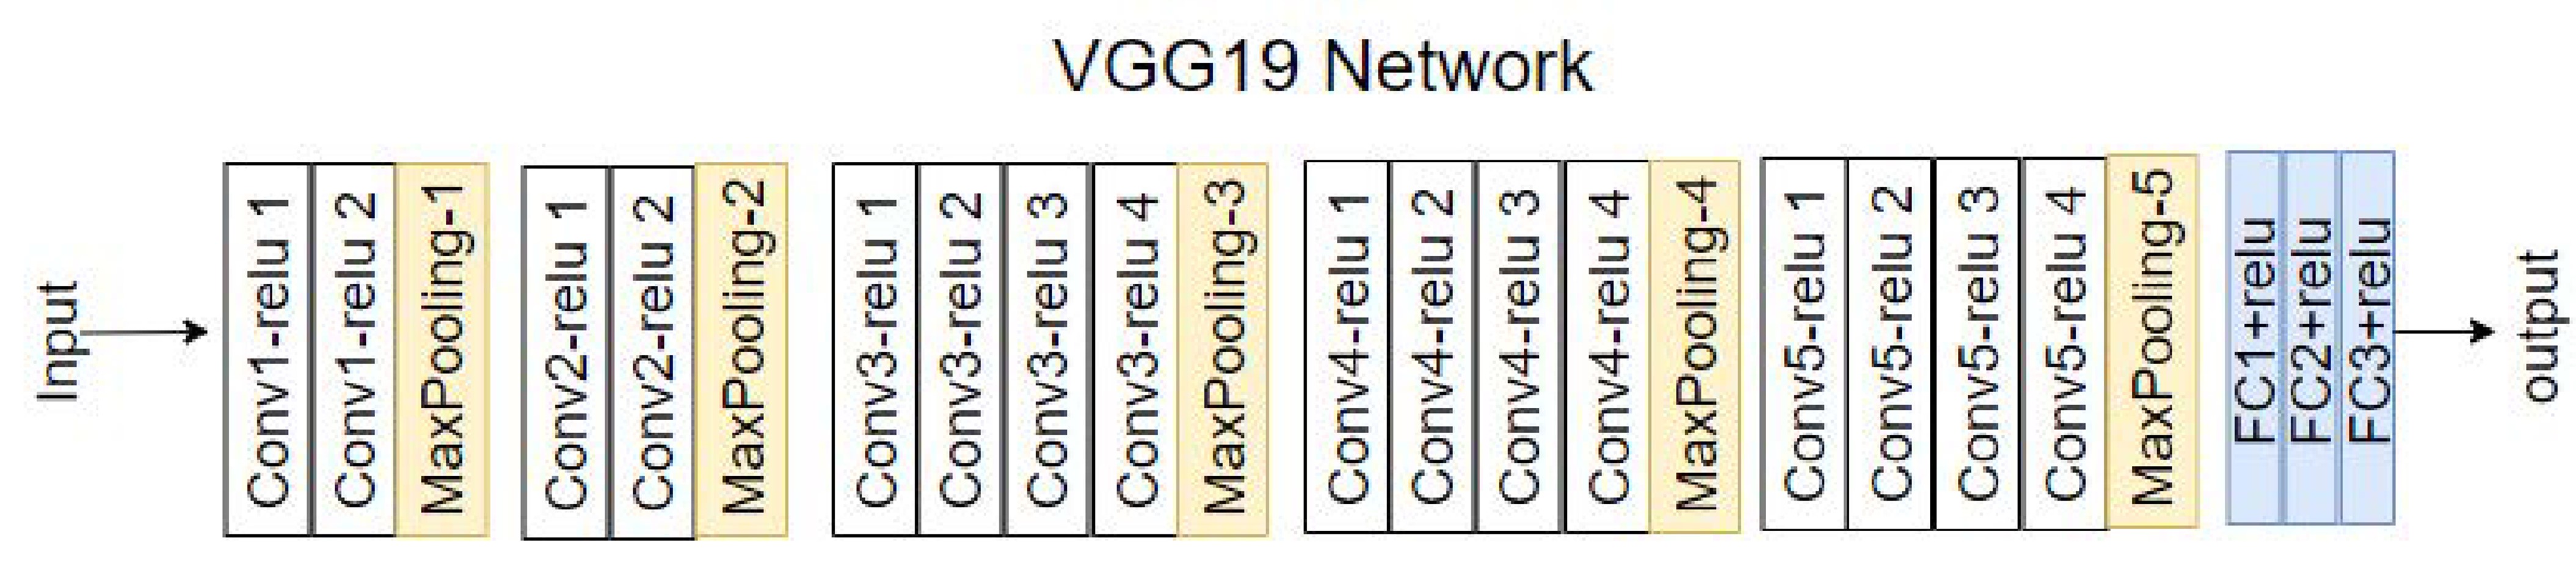 VGG19 Network
Input
Conv1-relu 1
Conv1-relu 2
MaxPooling-1
Conv2-relu 1
Conv2-relu 2
MaxPooling-2
Conv3-relu 1
Conv3-relu 2
Conv3-relu 3
Conv3-relu 4
MaxPooling-3
Conv4-relu 1
Conv4-relu 2
Conv4-relu 3
Conv4-relu 4
MaxPooling-4
Conv5-relu 1
Conv5-relu 2
Conv5-relu 3
Conv5-relu 4
MaxPooling-5
FC1+relu
FC2+relu
FC3+relu
output